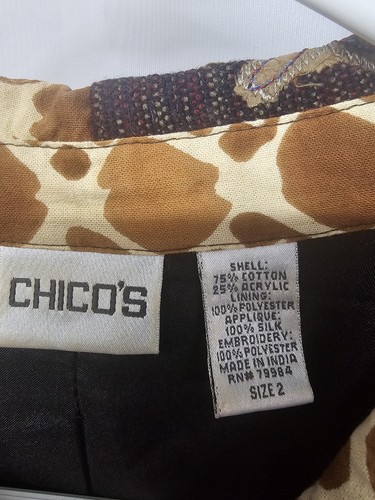 CHICO'S
SHELL:
75% COTTON
25% ACRYLIC
LINING:
100% POLYESTER
APPLIQUE:
100% SILK
EMBROIDERY:
100% POLYESTER
MADE IN INDIA
RN# 79984
SIZE 2